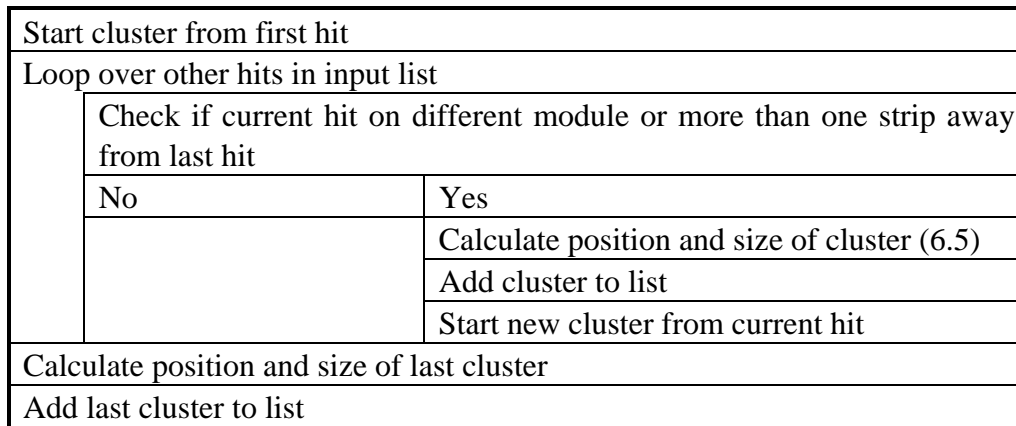 Start cluster from first hit
Loop over other hits in input list
Check if current hit on different module or more than one strip away
from last hit
No
Yes
Calculate position and size of cluster (6.5)
Add cluster to list
Start new cluster from current hit
Calculate position and size of last cluster
Add last cluster to list